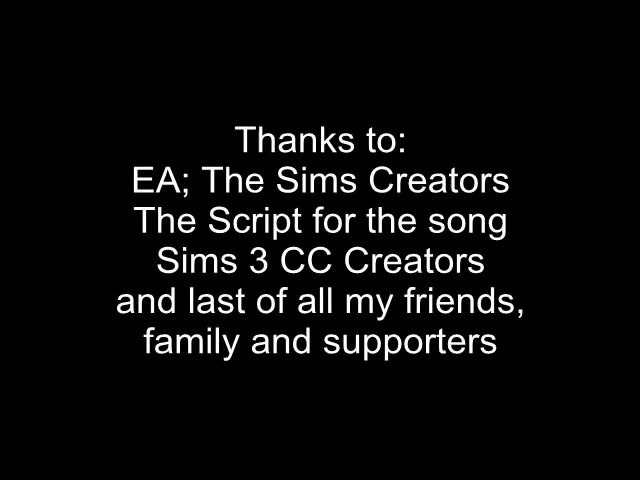 Thanks to:
EA; The Sims Creators
The Script for the song
Sims 3 CC Creators
and last of all my friends,
family and supporters